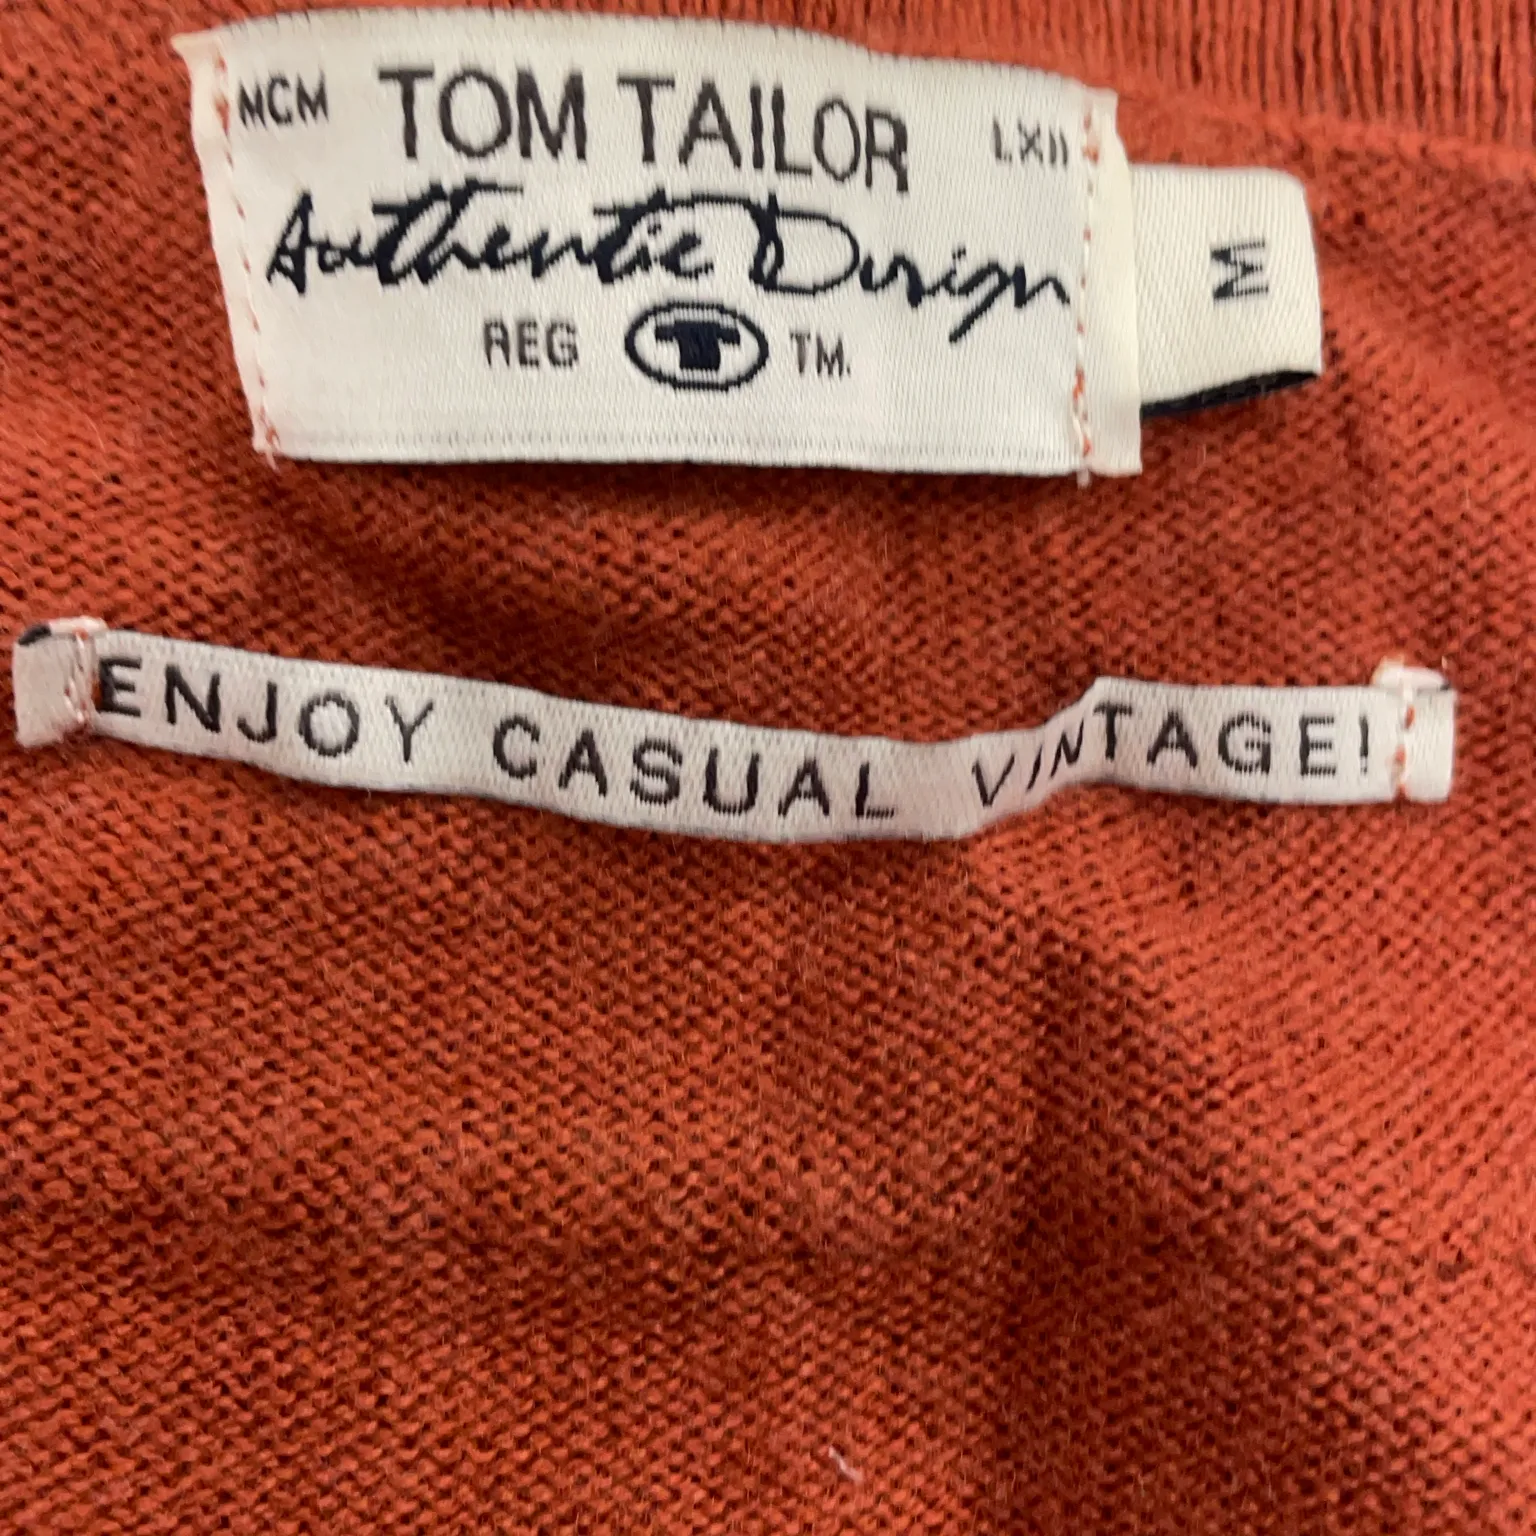 MCM TOM TAILOR LXII
Authentic Design
REG T TM.
M
ENJOY CASUAL VINTAGE!